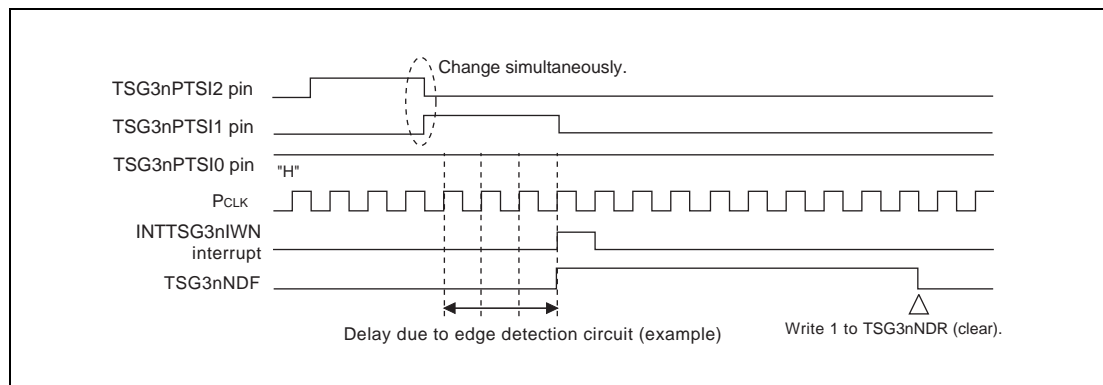 Change simultaneously.
TSG3nPTSI2 pin
TSG3nPTSI1 pin
TSG3nPTSI0 pin
"H"
PCLK
INTTSG3nIWN
interrupt
TSG3nNDF
Delay due to edge detection circuit (example)
Write 1 to TSG3nNDR (clear).